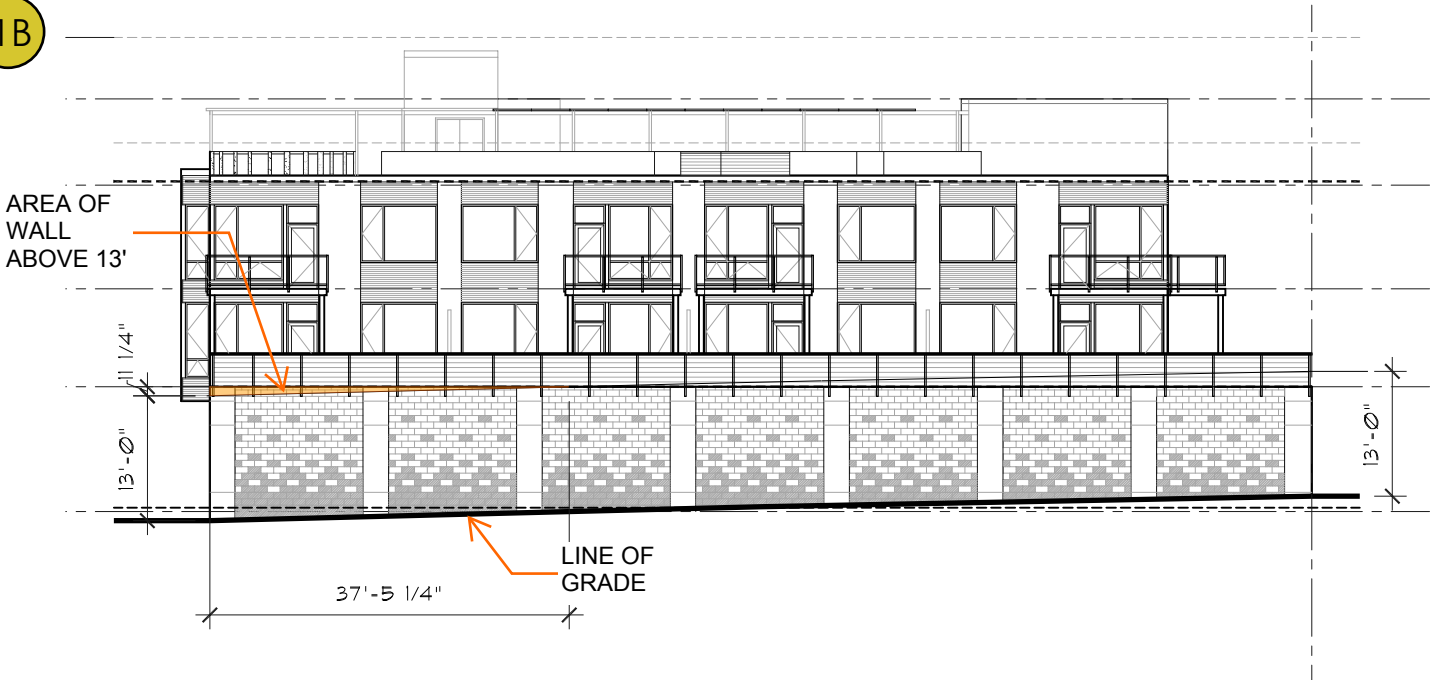 1B
AREA OF
WALL
ABOVE 13'
11 1/4"
13'-0"
13'-0"
LINE OF
GRADE
37'-5 1/4"